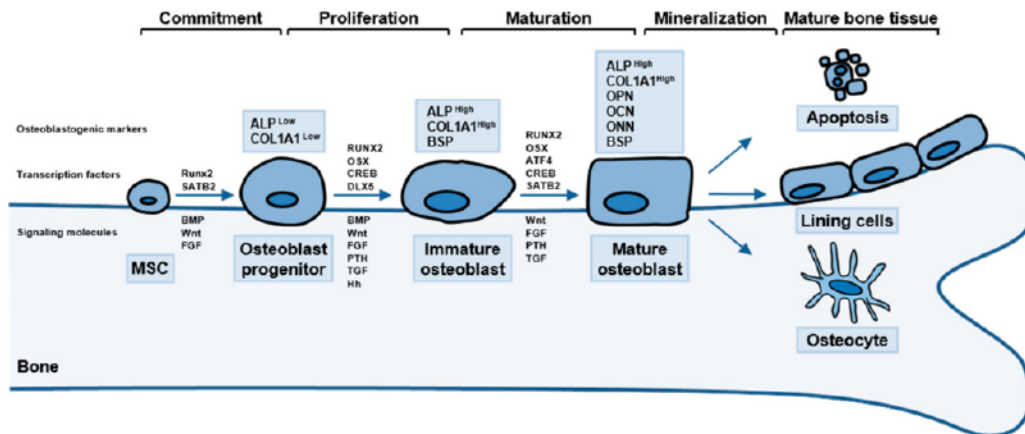 Commitment
Proliferation
Maturation
Mineralization
Mature bone tissue
Osteoblastogenic markers
Transcription factors
Signaling molecules
MSC
Runx2
SATB2
BMP
Wnt
FGF
ALP Low
COL1A1 Low
Osteoblast
progenitor
RUNX2
OSX
CREB
DLX5
BMP
Wnt
FGF
PTH
TGF
Hh
ALP High
COL1A1 High
BSP
Immature
osteoblast
RUNX2
OSX
ATF4
CREB
SATB2
Wnt
FGF
PTH
TGF
ALP High
COL1A1 High
OPN
OCN
ONN
BSP
Mature
osteoblast
Apoptosis
Lining cells
Osteocyte
Bone